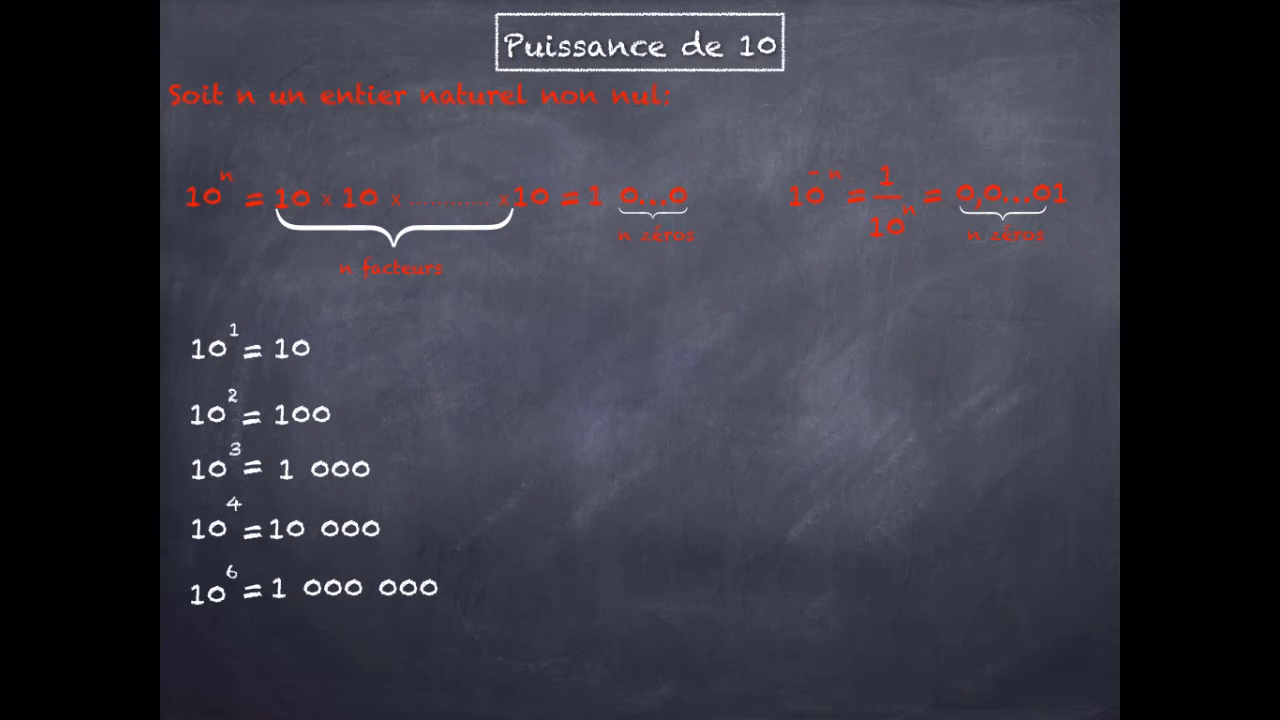 Puissance de 10
Soit n un entier naturel non nul:
10ⁿ = 10 x 10 x ............. x 10 = 1 0...0
n facteurs
n zéros
10⁻ⁿ = 1/10ⁿ = 0,0...01
n zéros
10¹ = 10
10² = 100
10³ = 1 000
10⁴ = 10 000
10⁶ = 1 000 000